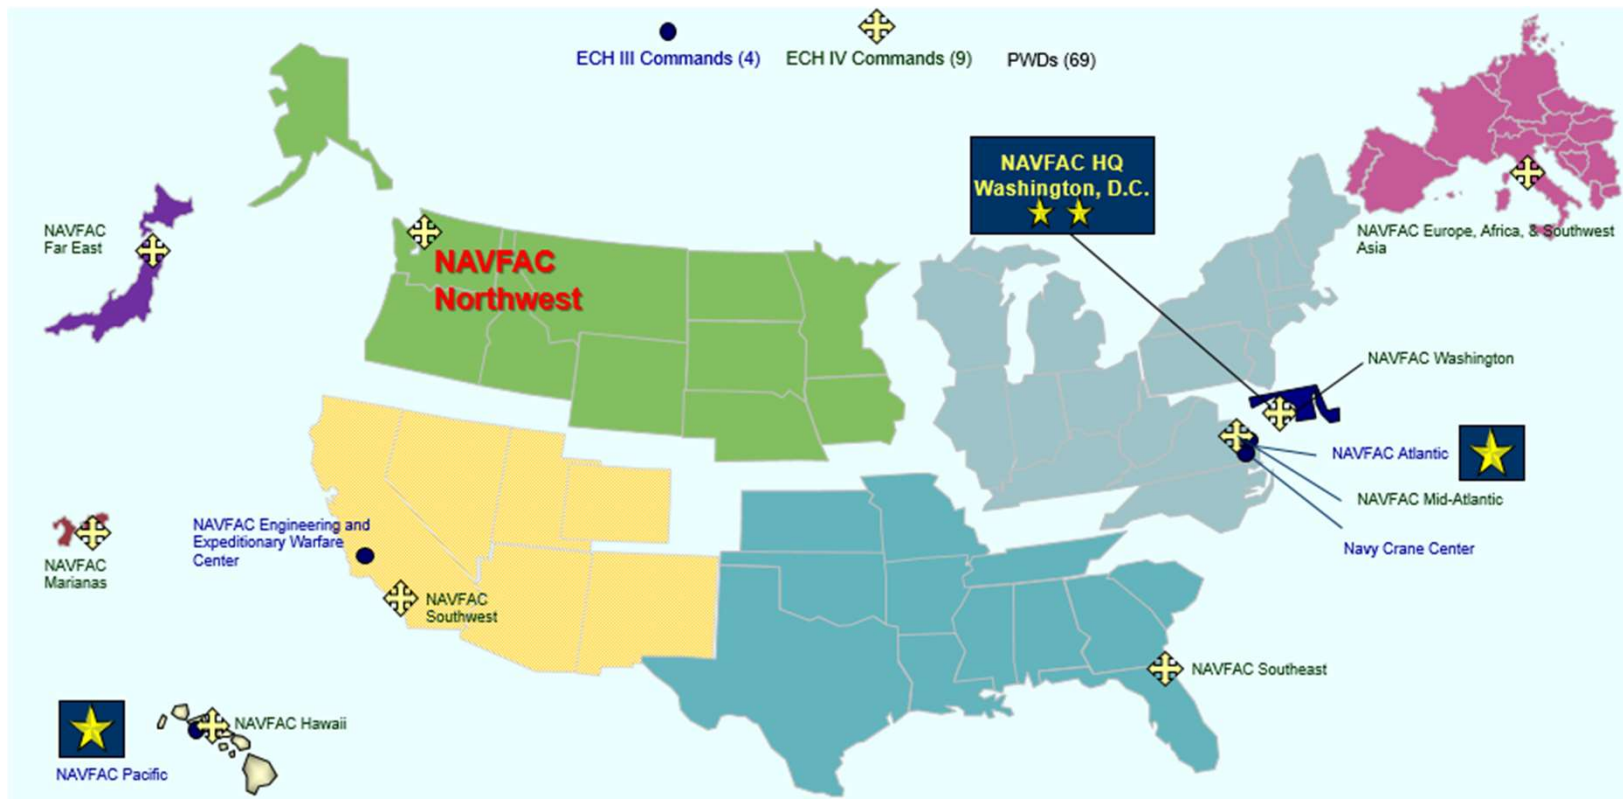 ECH III Commands (4)
ECH IV Commands (9)
PWDs (69)
NAVFAC HQ
Washington, D.C.
NAVFAC
Far East
NAVFAC
Northwest
NAVFAC Europe, Africa, & Southwest
Asia
NAVFAC Washington
NAVFAC Atlantic
NAVFAC Mid-Atlantic
Navy Crane Center
NAVFAC Engineering and
Expeditionary Warfare
Center
NAVFAC
Marianas
NAVFAC
Southwest
NAVFAC Southeast
NAVFAC Hawaii
NAVFAC Pacific